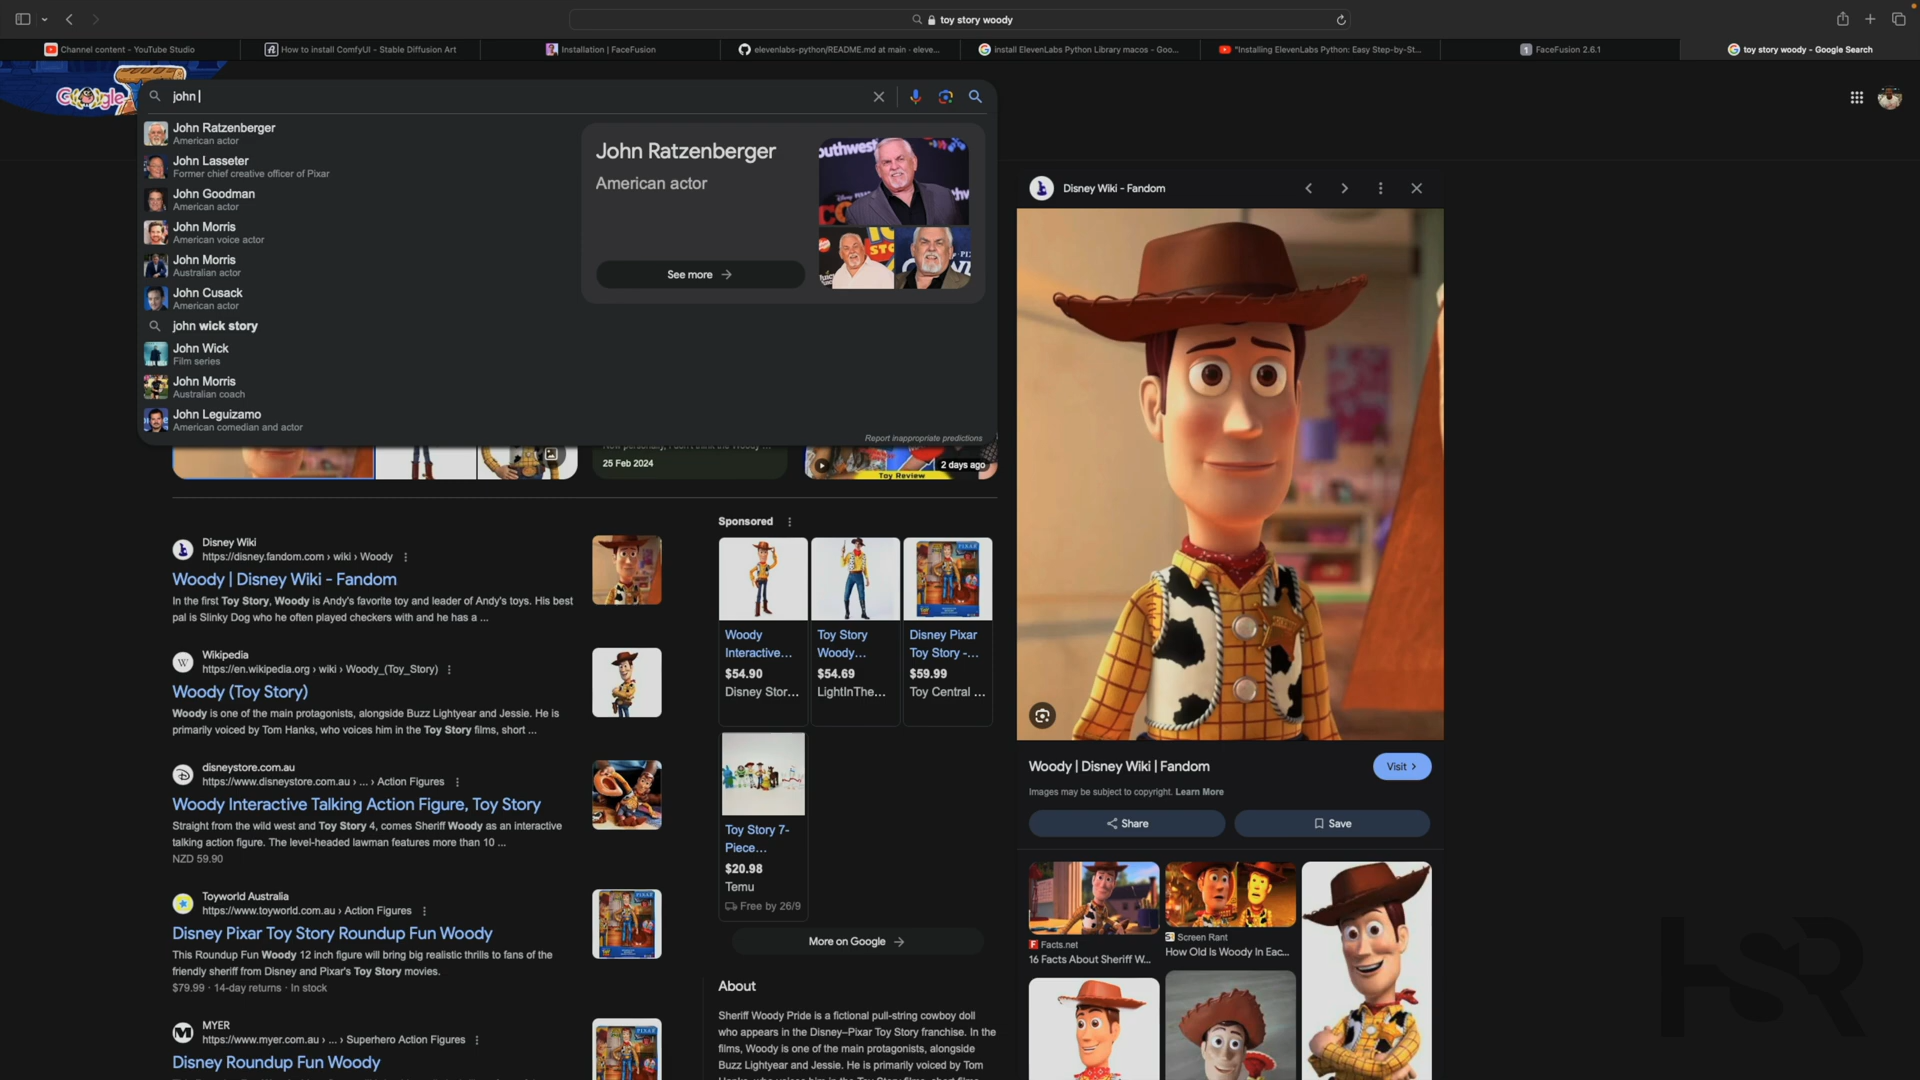 toy story woody
Channel content - YouTube Studio
How to install ComfyUI - Stable Diffusion Art
Installation | FaceFusion
elevenlabs-python/README.md at main · eleve...
install ElevenLabs Python Library macos - Goo...
"Installing ElevenLabs Python: Easy Step-by-St...
1 FaceFusion 2.6.1
toy story woody - Google Search
Google
john
John Ratzenberger
American actor
John Lasseter
Former chief creative officer of Pixar
John Goodman
American actor
John Morris
American voice actor
John Morris
Australian actor
John Cusack
American actor
john wick story
John Wick
Film series
John Morris
Australian coach
John Leguizamo
American comedian and actor
John Ratzenberger
American actor
See more
Report inappropriate predictions
25 Feb 2024
2 days ago
Toy Review
Disney Wiki
https://disney.fandom.com › wiki › Woody
Woody | Disney Wiki - Fandom
In the first Toy Story, Woody is Andy's favorite toy and leader of Andy's toys. His best
pal is Slinky Dog who he often played checkers with and he has a ...
Wikipedia
https://en.wikipedia.org › wiki › Woody_(Toy_Story)
Woody (Toy Story)
Woody is one of the main protagonists, alongside Buzz Lightyear and Jessie. He is
primarily voiced by Tom Hanks, who voices him in the Toy Story films, short ...
disneystore.com.au
https://www.disneystore.com.au › ... › Action Figures
Woody Interactive Talking Action Figure, Toy Story
Straight from the wild west and Toy Story 4, comes Sheriff Woody as an interactive
talking action figure. The level-headed lawman features more than 10 ...
NZD 59.90
Toyworld Australia
https://www.toyworld.com.au › Action Figures
Disney Pixar Toy Story Roundup Fun Woody
This Roundup Fun Woody 12 inch figure will bring big realistic thrills to fans of the
friendly sheriff from Disney and Pixar's Toy Story movies.
$79.99 · 14-day returns · In stock
MYER
https://www.myer.com.au › ... › Superhero Action Figures
Disney Roundup Fun Woody
Sponsored
Woody
Interactive...
$54.90
Disney Stor...
Toy Story
Woody...
$54.69
LightInThe...
Disney Pixar
Toy Story -...
$59.99
Toy Central ...
Toy Story 7-
Piece...
$20.98
Temu
Free by 26/9
More on Google
About
Sheriff Woody Pride is a fictional pull-string cowboy doll
who appears in the Disney–Pixar Toy Story franchise. In the
films, Woody is one of the main protagonists, alongside
Buzz Lightyear and Jessie. He is primarily voiced by Tom
Disney Wiki - Fandom
Woody | Disney Wiki | Fandom
Visit
Images may be subject to copyright. Learn More
Share
Save
Facts.net
16 Facts About Sheriff W...
Screen Rant
How Old Is Woody In Eac...
HSR